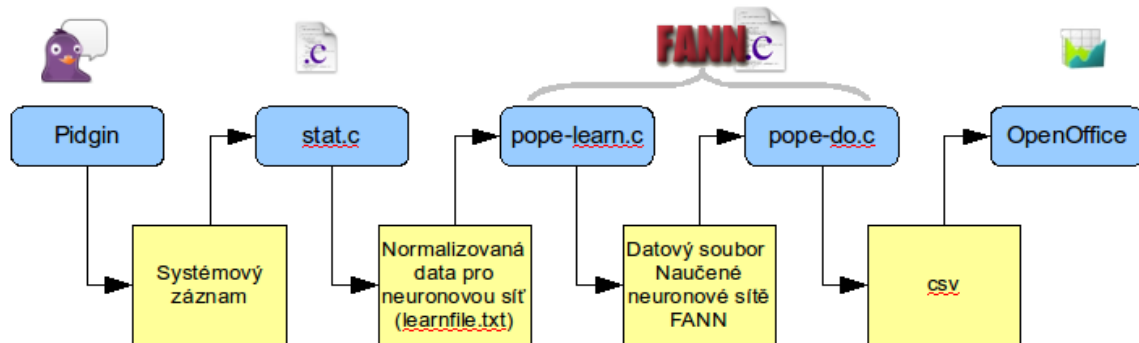 .c
FANN.c
Pidgin
stat.c
pope-learn.c
pope-do.c
OpenOffice
Systémový
záznam
Normalizovaná
data pro
neuronovou síť
(learnfile.txt)
Datový soubor
Naučené
neuronové sítě
FANN
csv